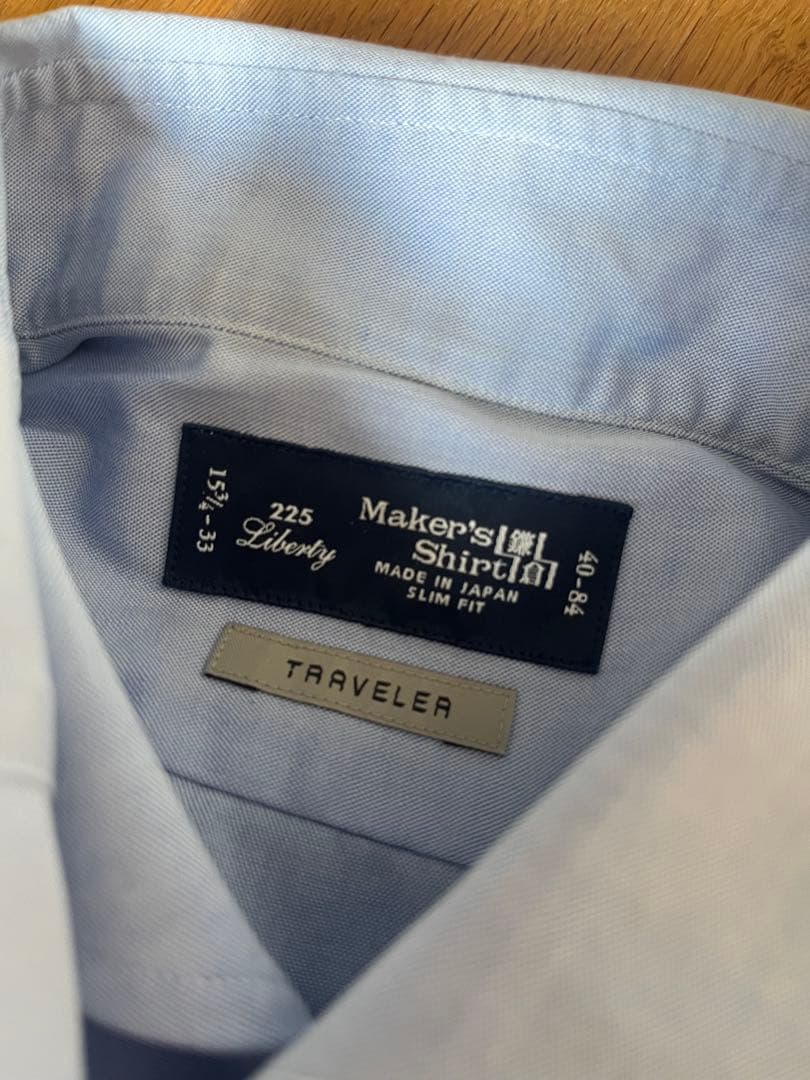 15¾-33
225
Liberty
Maker's
Shirt
鎌倉
MADE IN JAPAN
SLIM FIT
40-84
TRAVELER